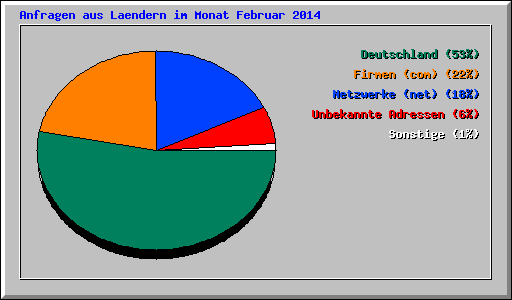 Anfragen aus Laendern im Monat Februar 2014
Deutschland (53%)
Firmen (com) (22%)
Netzwerke (net) (18%)
Unbekannte Adressen (6%)
Sonstige (1%)